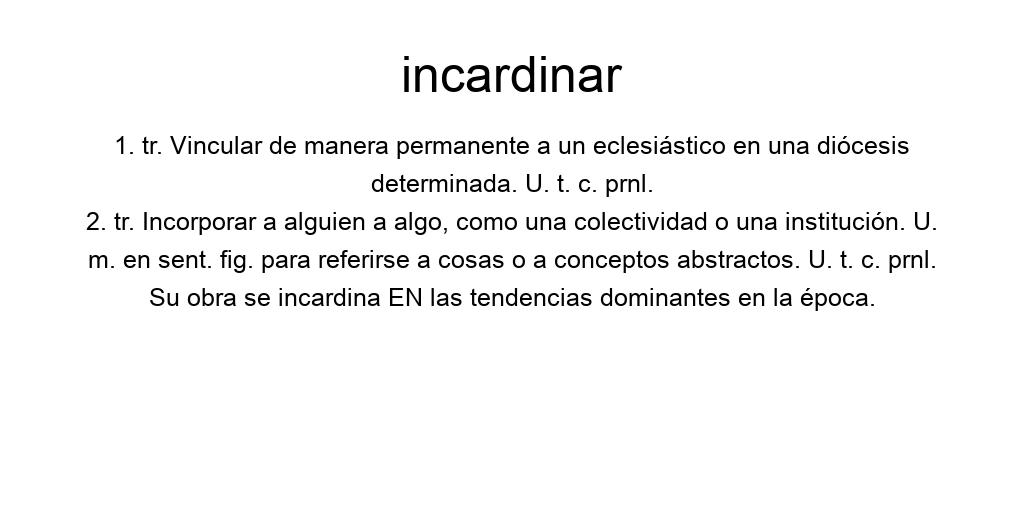 incardinar
1. tr. Vincular de manera permanente a un eclesiástico en una diócesis
determinada. U. t. c. prnl.
2. tr. Incorporar a alguien a algo, como una colectividad o una institución. U.
m. en sent. fig. para referirse a cosas o a conceptos abstractos. U. t. c. prnl.
Su obra se incardina EN las tendencias dominantes en la época.